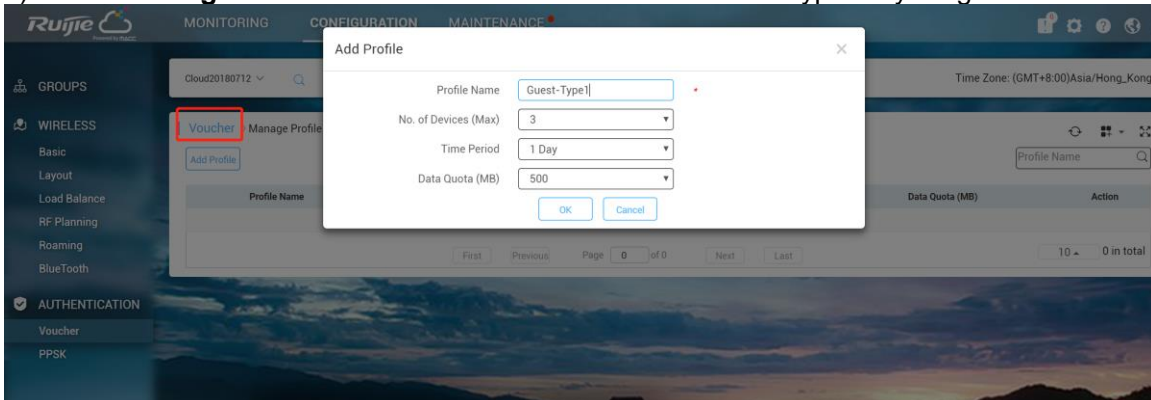 Ruijie
Powered by MACC
MONITORING CONFIGURATION MAINTENANCE
Add Profile
GROUPS
Cloud20180712
Time Zone: (GMT+8:00)Asia/Hong_Kong
Profile Name Guest-Type1 *
WIRELESS
Voucher Manage Profile
No. of Devices (Max) 3
Basic
Add Profile
Time Period 1 Day
Profile Name
Layout
Data Quota (MB) 500
Load Balance
Profile Name Data Quota (MB) Action
OK Cancel
RF Planning
Roaming
First Previous Page 0 of 0 Next Last 10 0 in total
BlueTooth
AUTHENTICATION
Voucher
PPSK